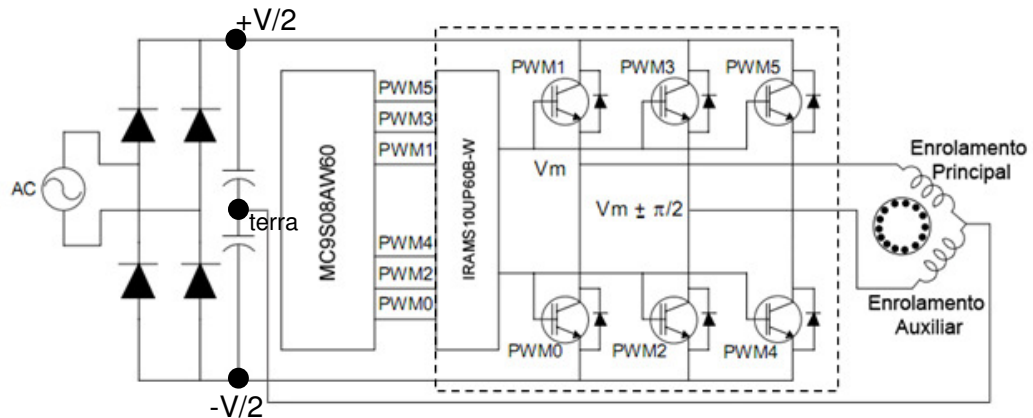 +V/2
AC
terra
-V/2
MC9S08AW60
PWM5
PWM3
PWM1
PWM4
PWM2
PWM0
IRAMS10UP60B-W
PWM1
PWM3
PWM5
Vm
Vm ± π/2
PWM0
PWM2
PWM4
Enrolamento
Principal
Enrolamento
Auxiliar